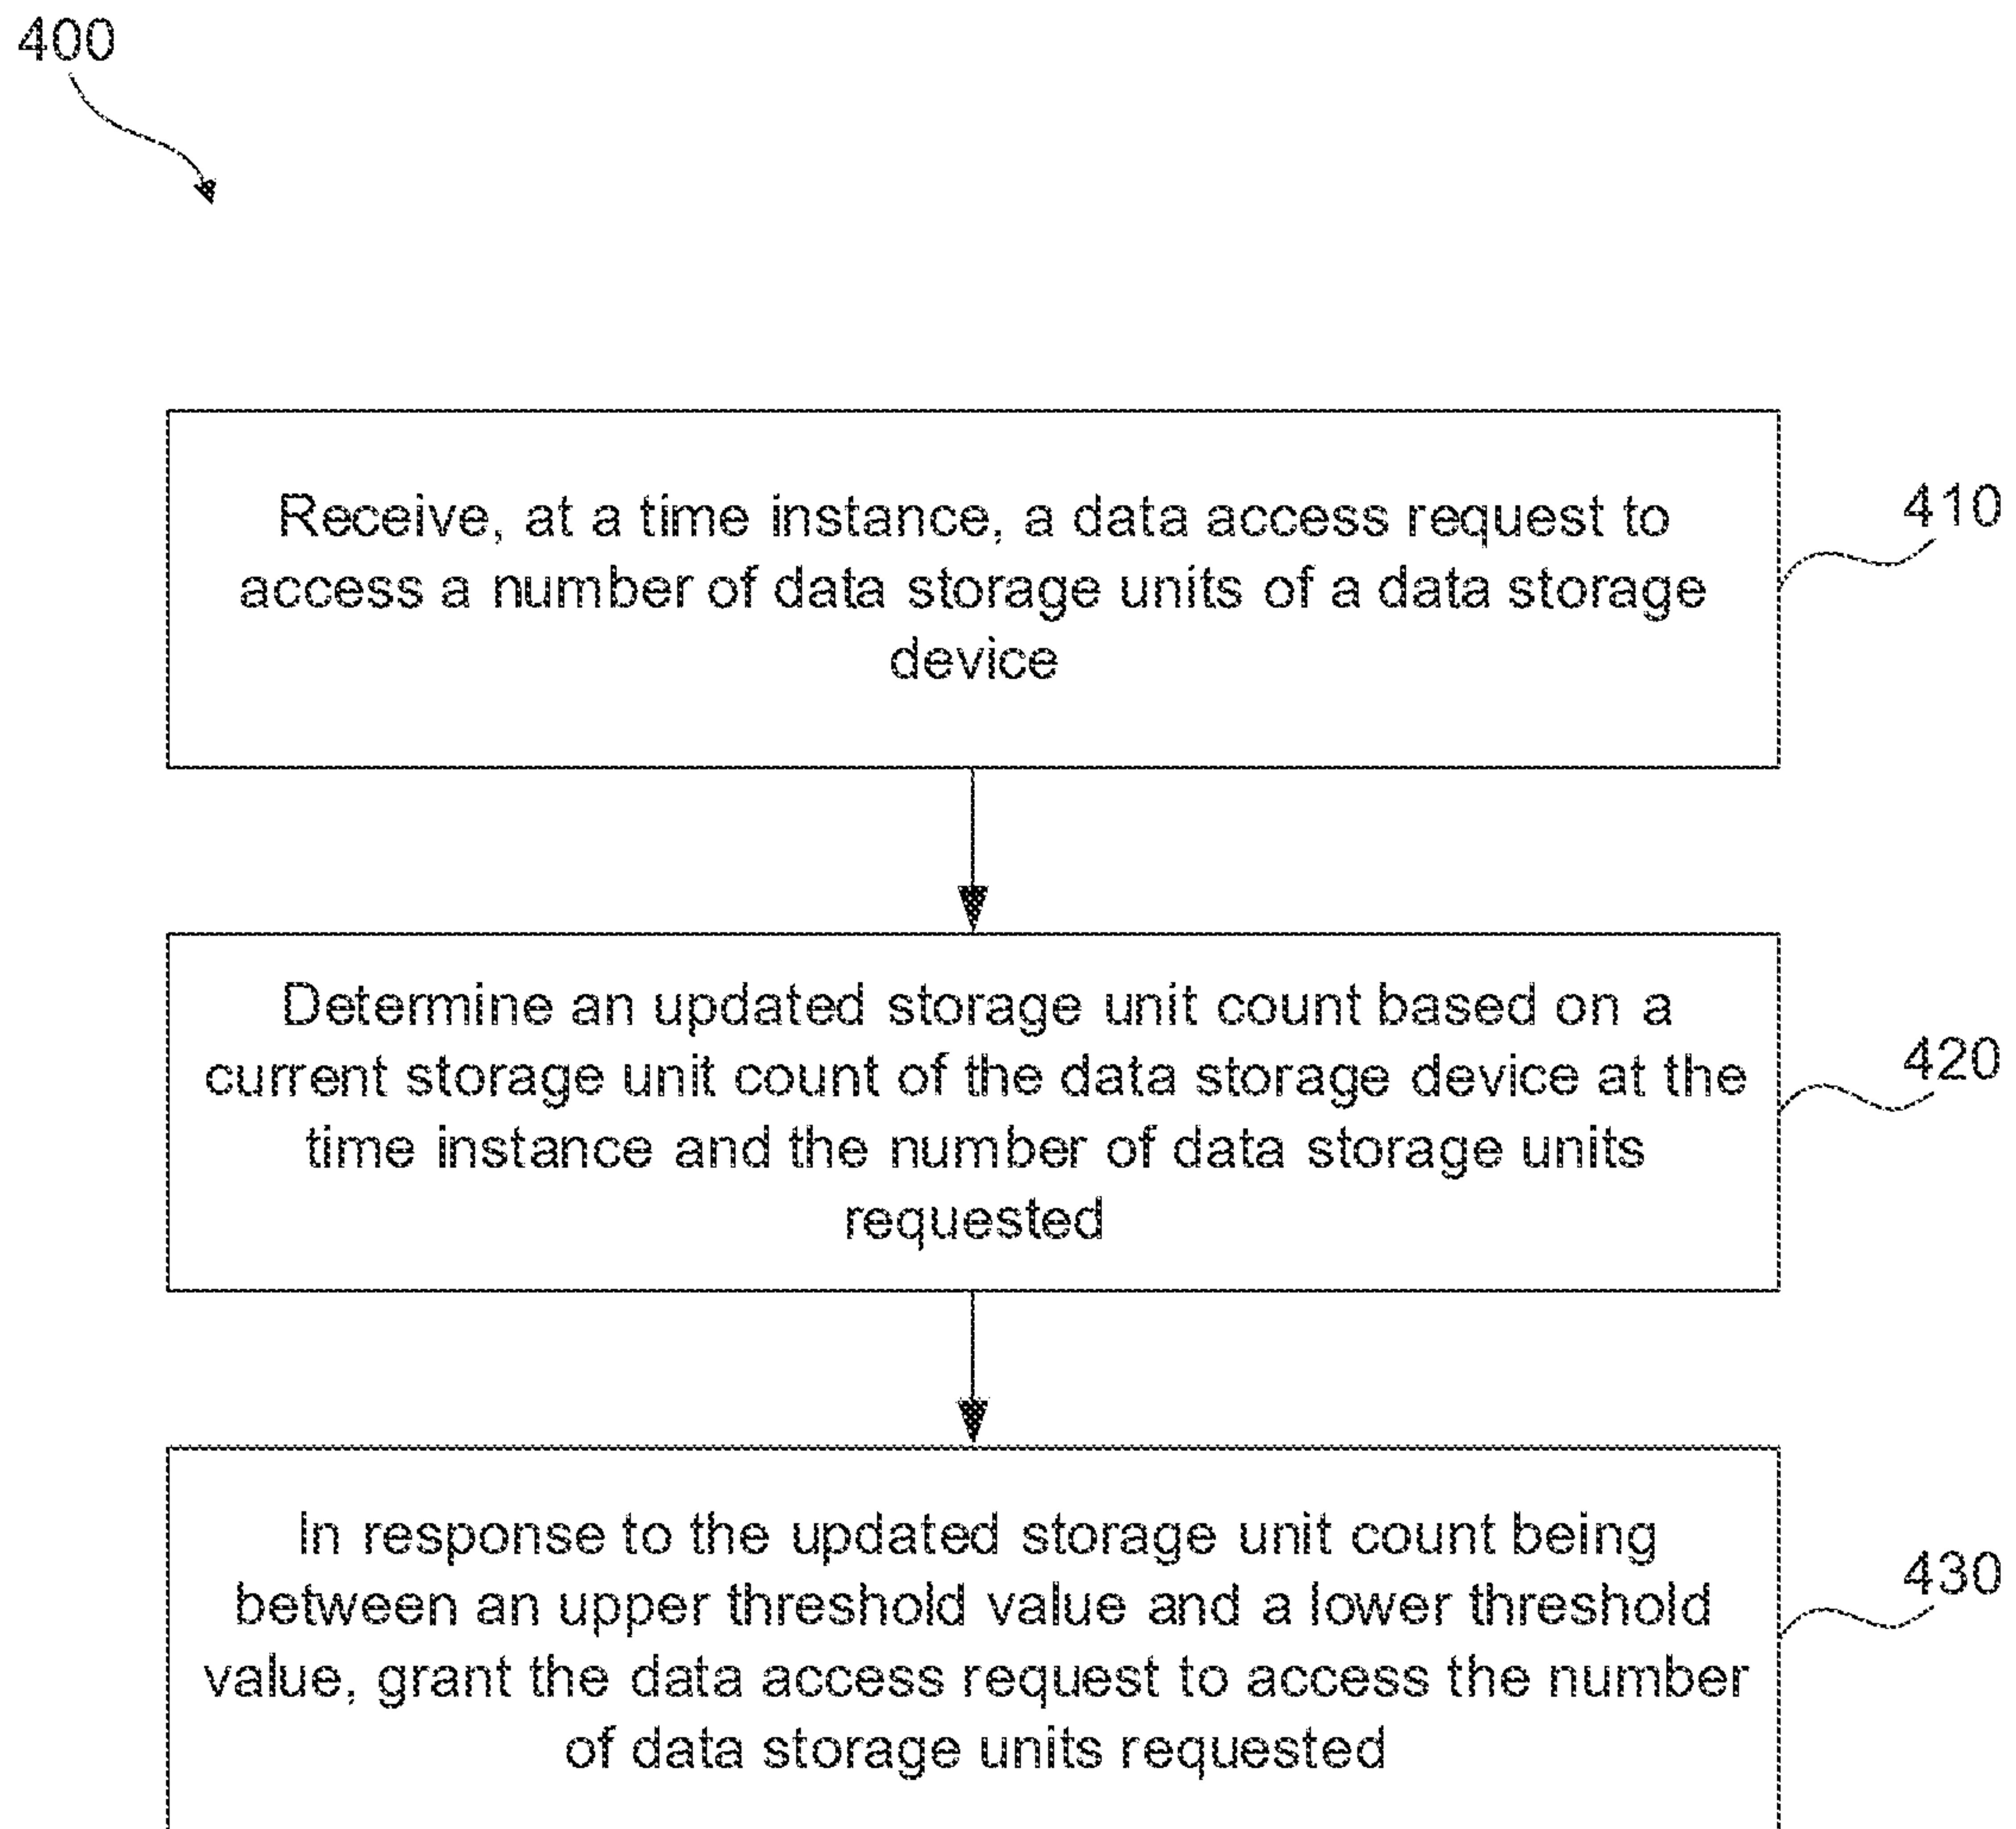 400
Receive, at a time instance, a data access request to
access a number of data storage units of a data storage
device
410
Determine an updated storage unit count based on a
current storage unit count of the data storage device at the
time instance and the number of data storage units
requested
420
In response to the updated storage unit count being
between an upper threshold value and a lower threshold
value, grant the data access request to access the number
of data storage units requested
430